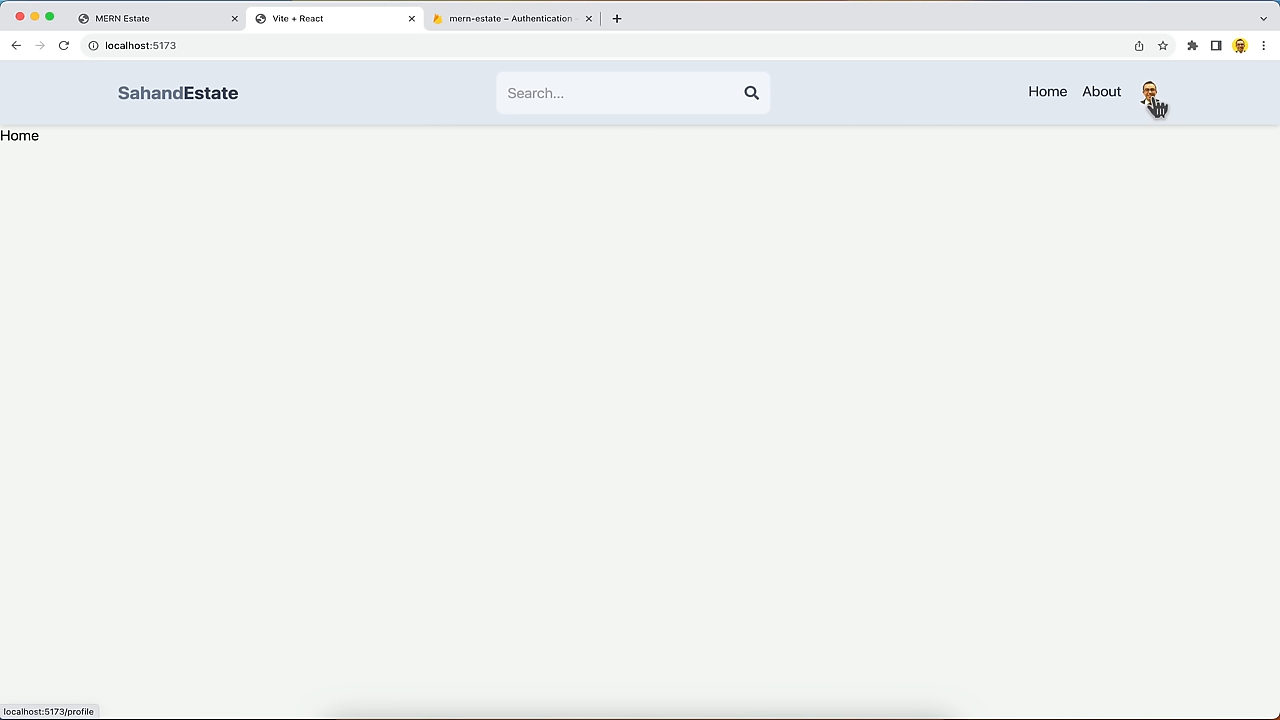 MERN Estate
Vite + React
mern-estate – Authentication
localhost:5173
SahandEstate
Search...
Home
About
Home
localhost:5173/profile